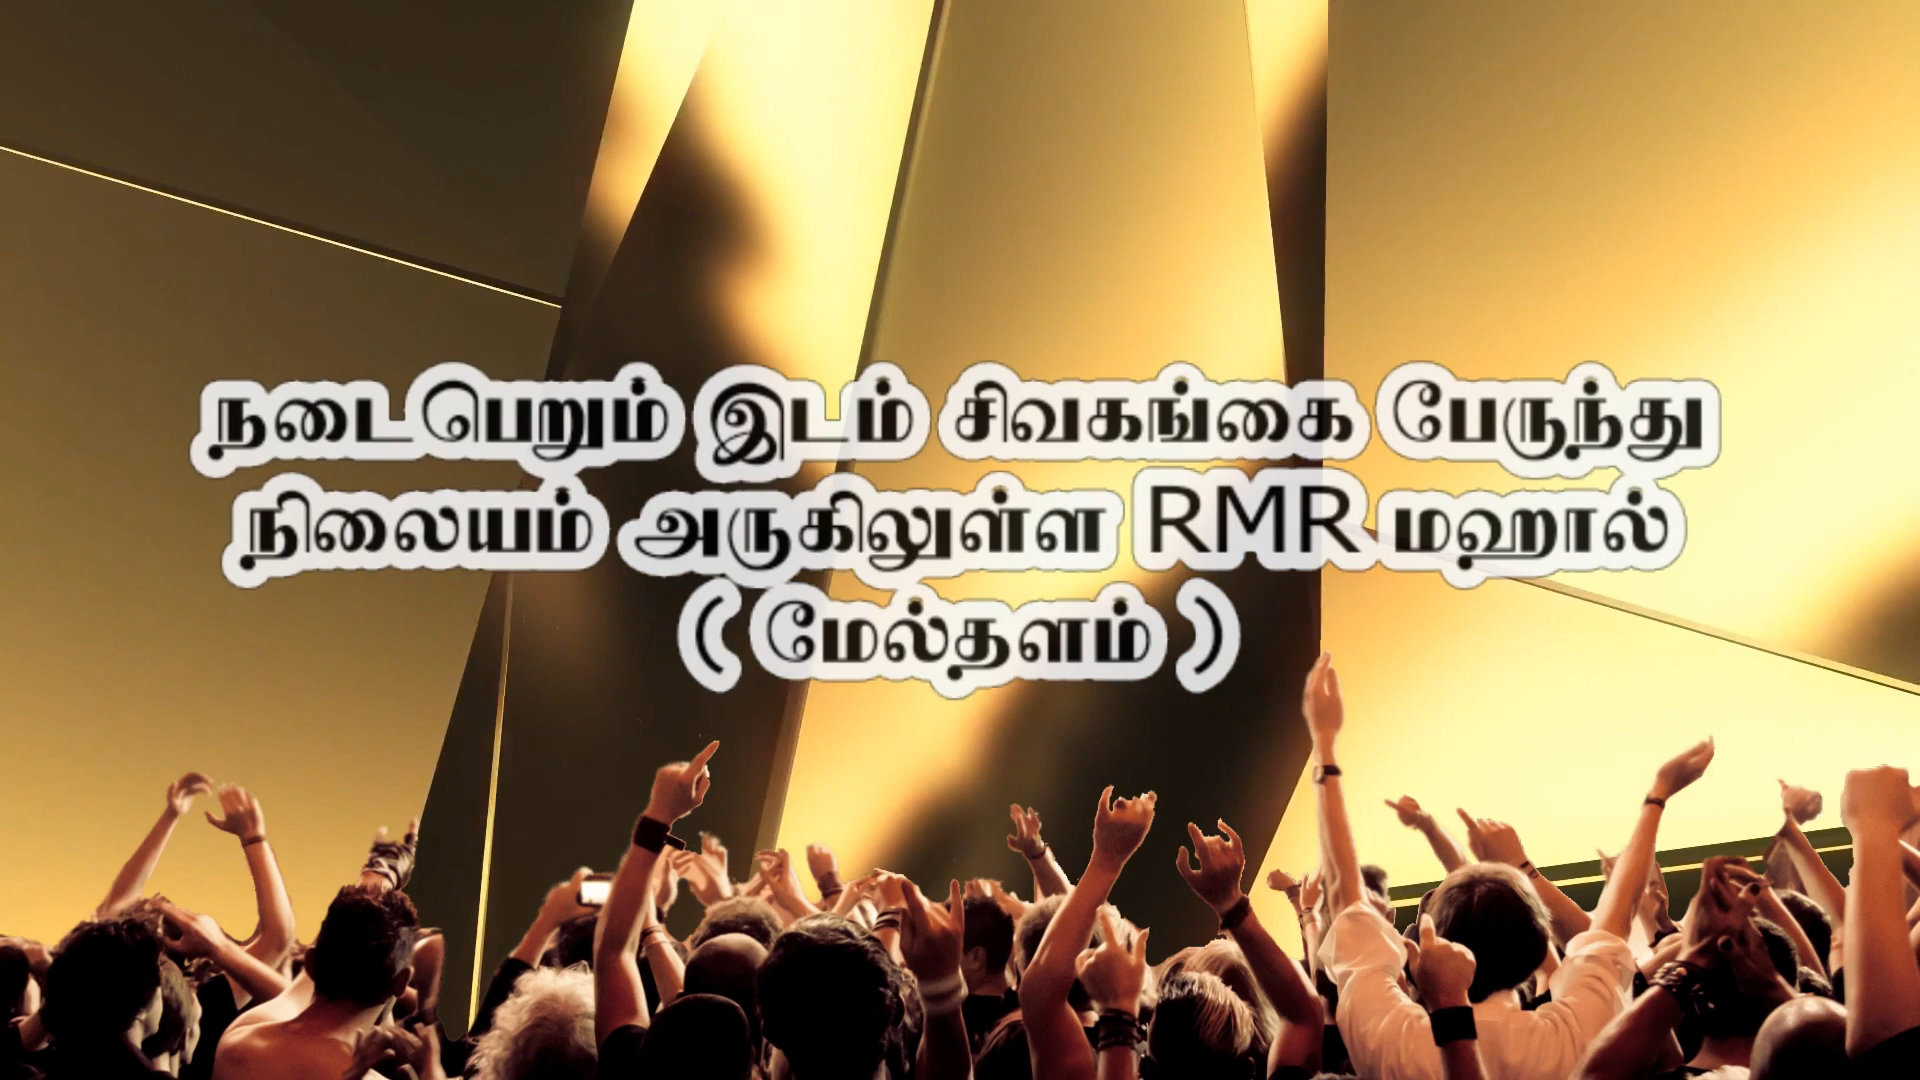 நடைபெறும் இடம் சிவகங்கை பேருந்து
நிலையம் அருகிலுள்ள RMR மஹால்
( மேல்தளம் )